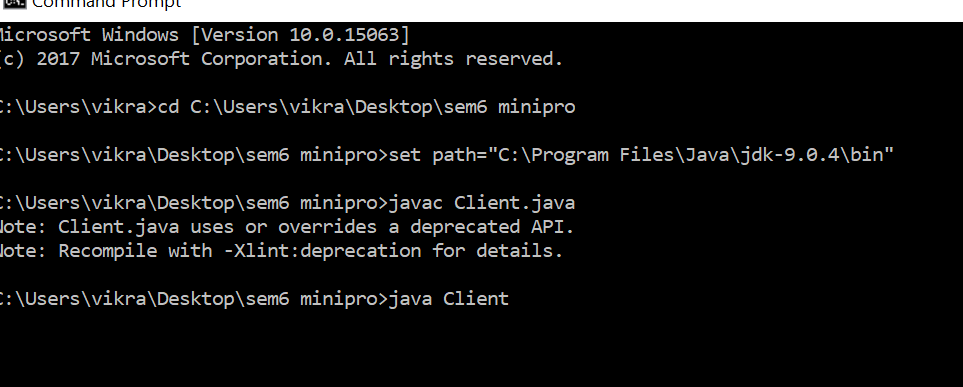 Command Prompt
Microsoft Windows [Version 10.0.15063]
(c) 2017 Microsoft Corporation. All rights reserved.
C:\Users\vikra>cd C:\Users\vikra\Desktop\sem6 minipro
C:\Users\vikra\Desktop\sem6 minipro>set path="C:\Program Files\Java\jdk-9.0.4\bin"
C:\Users\vikra\Desktop\sem6 minipro>javac Client.java
Note: Client.java uses or overrides a deprecated API.
Note: Recompile with -Xlint:deprecation for details.
C:\Users\vikra\Desktop\sem6 minipro>java Client